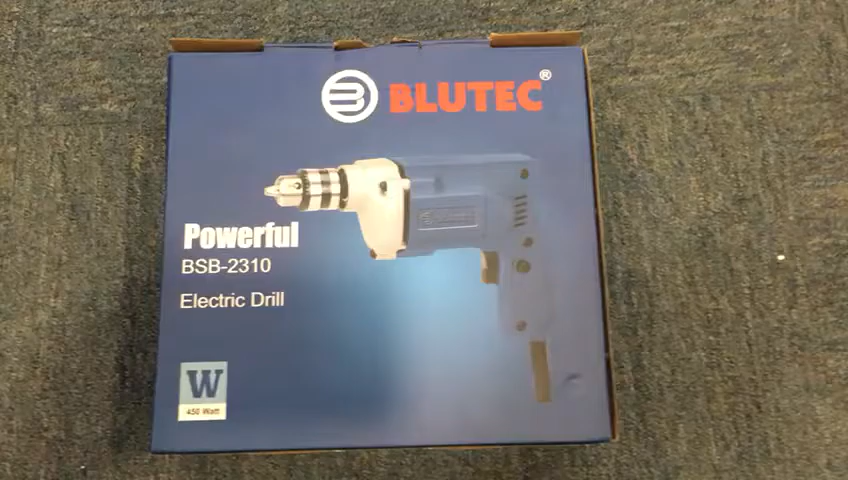 BLUTEC®
Powerful
BSB-2310
Electric Drill
W
450 Watt